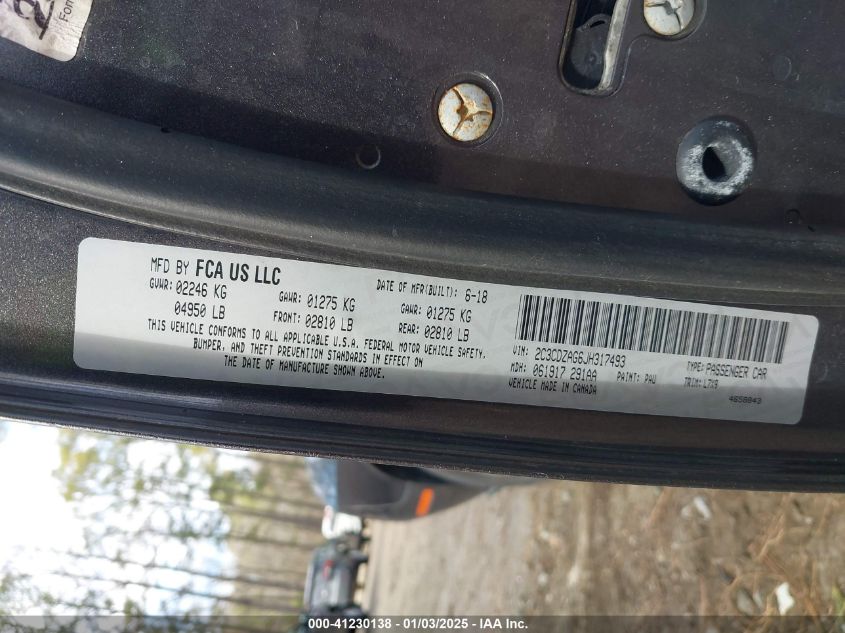 Fom
MFD BY FCA US LLC
DATE OF MFR(BUILT): 6-18
GVWR: 02246 KG
04950 LB
GAWR: 01275 KG
FRONT: 02810 LB
GAWR: 01275 KG
REAR: 02810 LB
THIS VEHICLE CONFORMS TO ALL APPLICABLE U.S.A. FEDERAL MOTOR VEHICLE SAFETY,
BUMPER, AND THEFT PREVENTION STANDARDS IN EFFECT ON
THE DATE OF MANUFACTURE SHOWN ABOVE.
VIN: 2C3CDZAG6JH317493
TYPE: PASSENGER CAR
MDH: 061917 291AA
PAINT: PAU
TRIM: L7X9
VEHICLE MADE IN CANADA
4658843
000-41230138 - 01/03/2025 - IAA Inc.